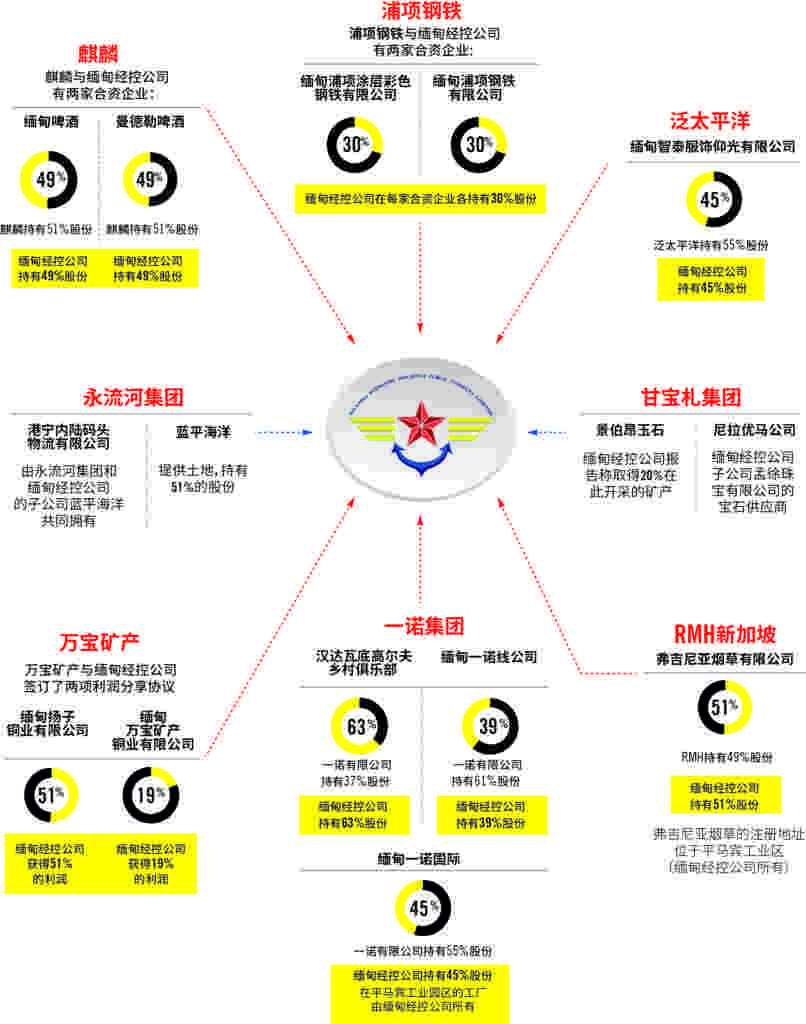 浦项钢铁
浦项钢铁与缅甸经控公司
有两家合资企业:
缅甸浦项涂层彩色
钢铁有限公司
30%
缅甸浦项钢铁
有限公司
30%
缅甸经控公司在每家合资企业各持有30%股份
麒麟
麒麟与缅甸经控公司
有两家合资企业:
缅甸啤酒
49%
麒麟持有51%股份
缅甸经控公司
持有49%股份
曼德勒啤酒
49%
麒麟持有51%股份
缅甸经控公司
持有49%股份
泛太平洋
缅甸智泰服饰仰光有限公司
45%
泛太平洋持有55%股份
缅甸经控公司
持有45%股份
永流河集团
港宁内陆码头
物流有限公司
由永流河集团和
缅甸经控公司
的子公司蓝平海洋
共同拥有
蓝平海洋
提供土地,持有
51%的股份
甘宝札集团
景伯昂玉石
缅甸经控公司报
告称取得20%在
此开采的矿产
尼拉优马公司
缅甸经控公司
子公司孟徐珠
宝有限公司的
宝石供应商
万宝矿产
万宝矿产与缅甸经控公司
签订了两项利润分享协议
缅甸扬子
铜业有限公司
51%
缅甸经控公司
获得51%
的利润
缅甸
万宝矿产
铜业有限公司
19%
缅甸经控公司
获得19%
的利润
一诺集团
汉达瓦底高尔夫
乡村俱乐部
63%
一诺有限公司
持有37%股份
缅甸经控公司
持有63%股份
缅甸一诺线公司
39%
一诺有限公司
持有61%股份
缅甸经控公司
持有39%股份
缅甸一诺国际
45%
一诺有限公司持有55%股份
缅甸经控公司持有45%股份
在平马宾工业园区的工厂
由缅甸经控公司所有
RMH新加坡
弗吉尼亚烟草有限公司
51%
RMH持有49%股份
缅甸经控公司
持有51%股份
弗吉尼亚烟草的注册地址
位于平马宾工业区
(缅甸经控公司所有)